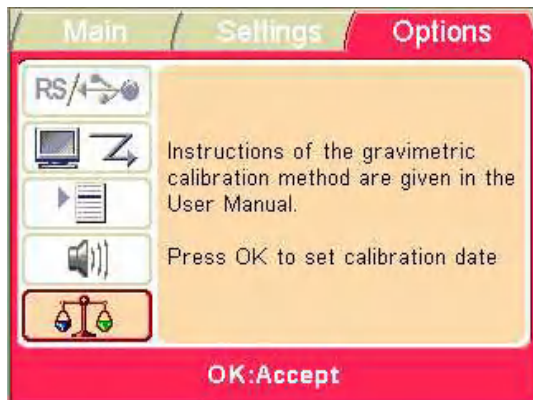 Main
Settings
Options
RS/
Instructions of the gravimetric
calibration method are given in the
User Manual.
Press OK to set calibration date
OK:Accept